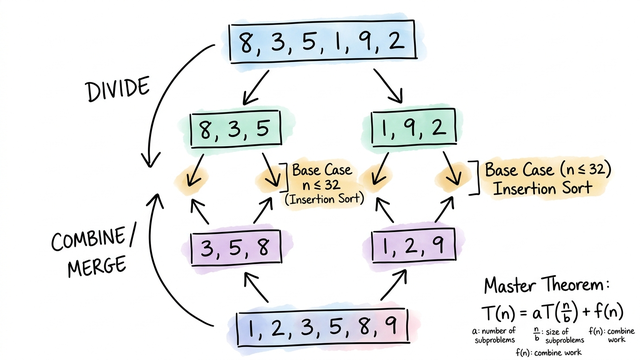 8, 3, 5, 1, 9, 2
DIVIDE
8, 3, 5
1, 9, 2
Base Case
n ≤ 32
(Insertion Sort)
Base Case (n ≤ 32)
Insertion Sort
COMBINE/
MERGE
3, 5, 8
1, 2, 9
1, 2, 3, 5, 8, 9
Master Theorem:
T(n) = aT(n/b) + f(n)
a: number of
subproblems
n/b: size of
subproblems
f(n): combine
work
f(n): combine work